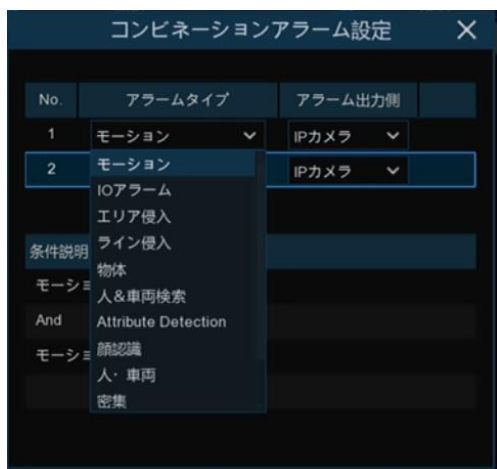 コンビネーションアラーム設定
No. アラームタイプ アラーム出力側
1 モーション IPカメラ
2 モーション IPカメラ
IOアラーム
エリア侵入
ライン侵入
条件説明
物体
モーショ
人&車両検索
And Attribute Detection
顔認識
モーショ
人・車両
密集